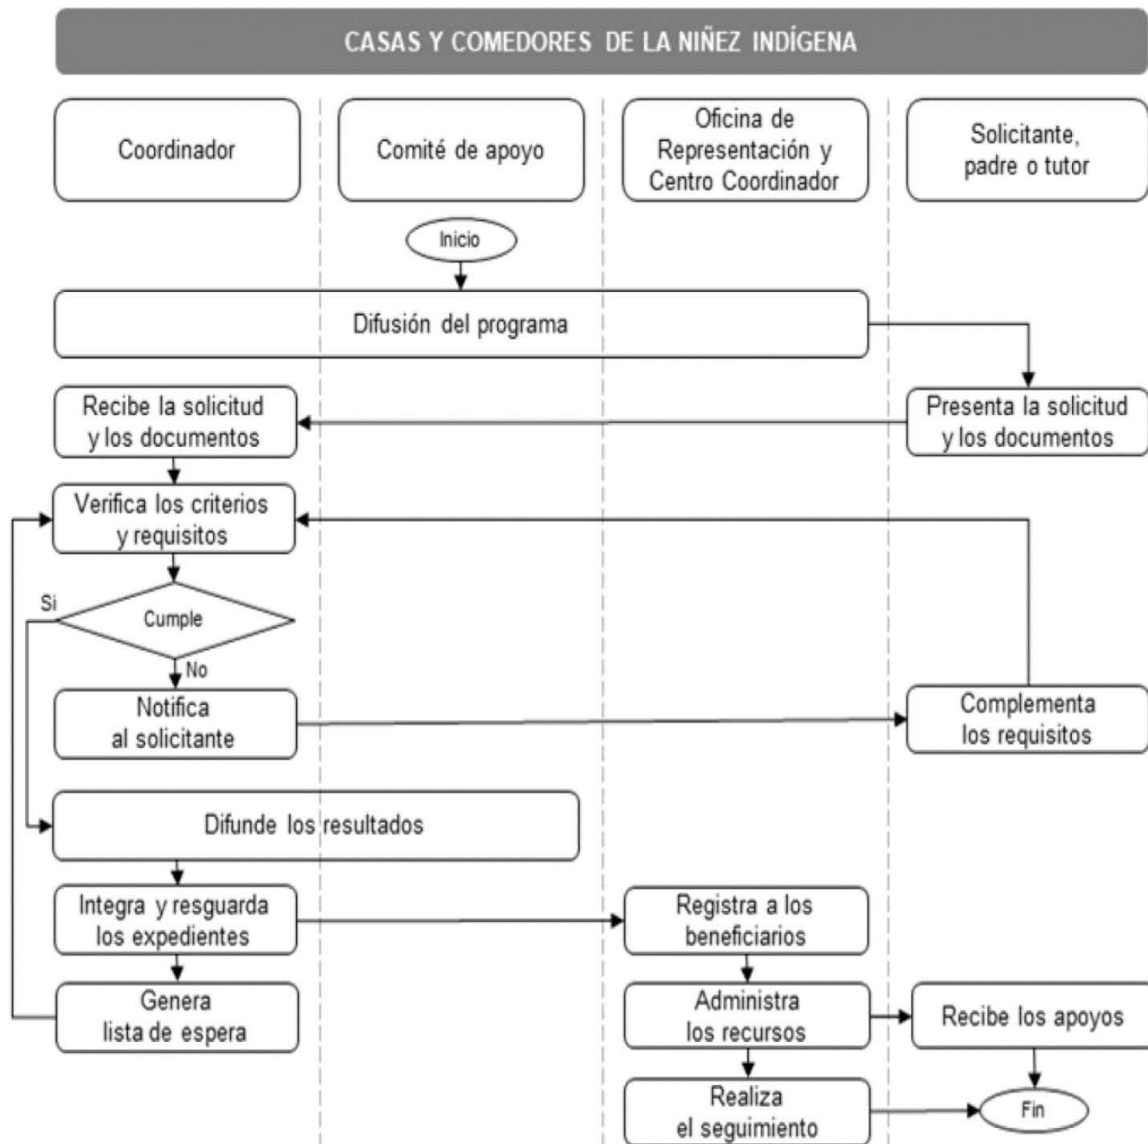 CASAS Y COMEDORES DE LA NIÑEZ INDÍGENA
Coordinador
Comité de apoyo
Oficina de
Representación y
Centro Coordinador
Solicitante,
padre o tutor
Inicio
Difusión del programa
Recibe la solicitud
y los documentos
Presenta la solicitud
y los documentos
Verifica los criterios
y requisitos
Si
Cumple
No
Notifica
al solicitante
Complementa
los requisitos
Difunde los resultados
Integra y resguarda
los expedientes
Registra a los
beneficiarios
Genera
lista de espera
Administra
los recursos
Recibe los apoyos
Realiza
el seguimiento
Fin